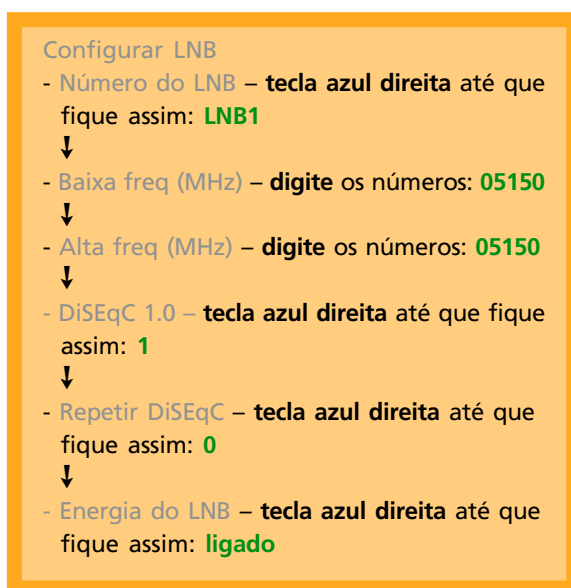 Configurar LNB
- Número do LNB – tecla azul direita até que
fique assim: LNB1
↓
- Baixa freq (MHz) – digite os números: 05150
↓
- Alta freq (MHz) – digite os números: 05150
↓
- DiSEqC 1.0 – tecla azul direita até que fique
assim: 1
↓
- Repetir DiSEqC – tecla azul direita até que
fique assim: 0
↓
- Energia do LNB – tecla azul direita até que
fique assim: ligado